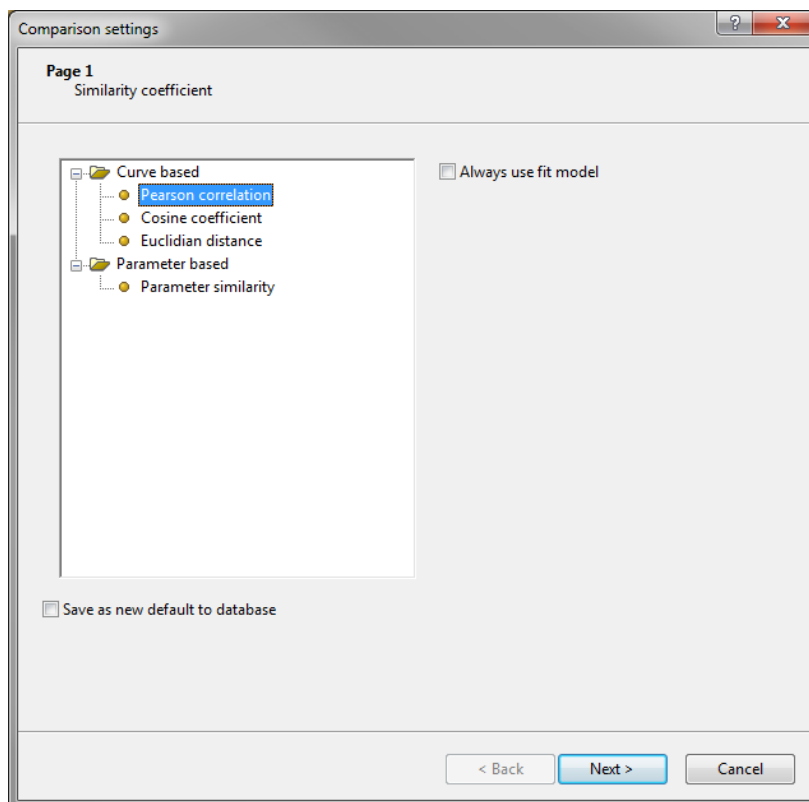 Comparison settings
?
Page 1
Similarity coefficient
Curve based
Pearson correlation
Cosine coefficient
Euclidian distance
Parameter based
Parameter similarity
Always use fit model
Save as new default to database
< Back
Next >
Cancel